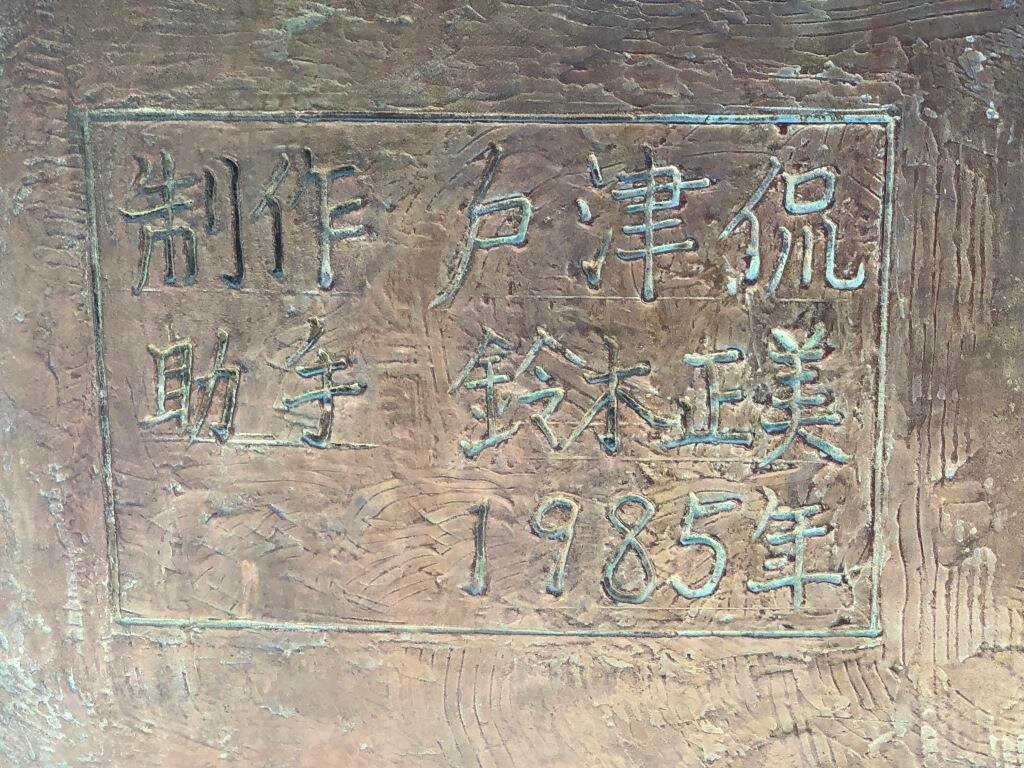 制作 戸津侃
助手 鈴木正美
1985年